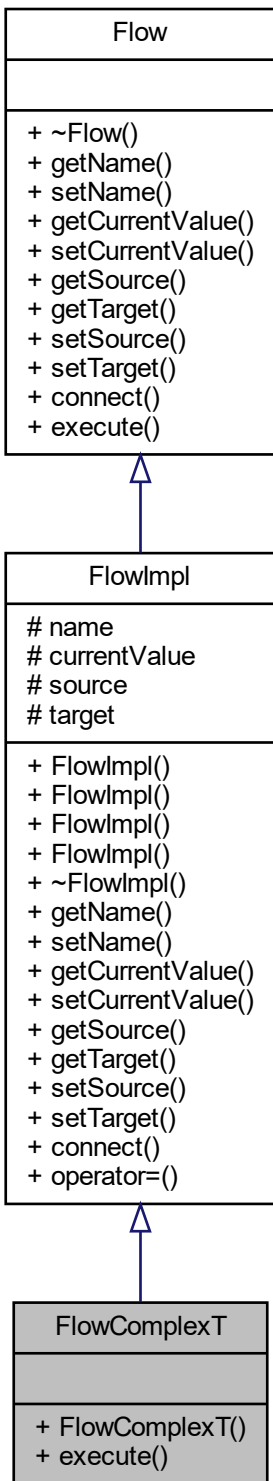 Flow
+ ~Flow()
+ getName()
+ setName()
+ getCurrentValue()
+ setCurrentValue()
+ getSource()
+ getTarget()
+ setSource()
+ setTarget()
+ connect()
+ execute()
FlowImpl
# name
# currentValue
# source
# target
+ FlowImpl()
+ FlowImpl()
+ FlowImpl()
+ FlowImpl()
+ ~FlowImpl()
+ getName()
+ setName()
+ getCurrentValue()
+ setCurrentValue()
+ getSource()
+ getTarget()
+ setSource()
+ setTarget()
+ connect()
+ operator=()
FlowComplexT
+ FlowComplexT()
+ execute()